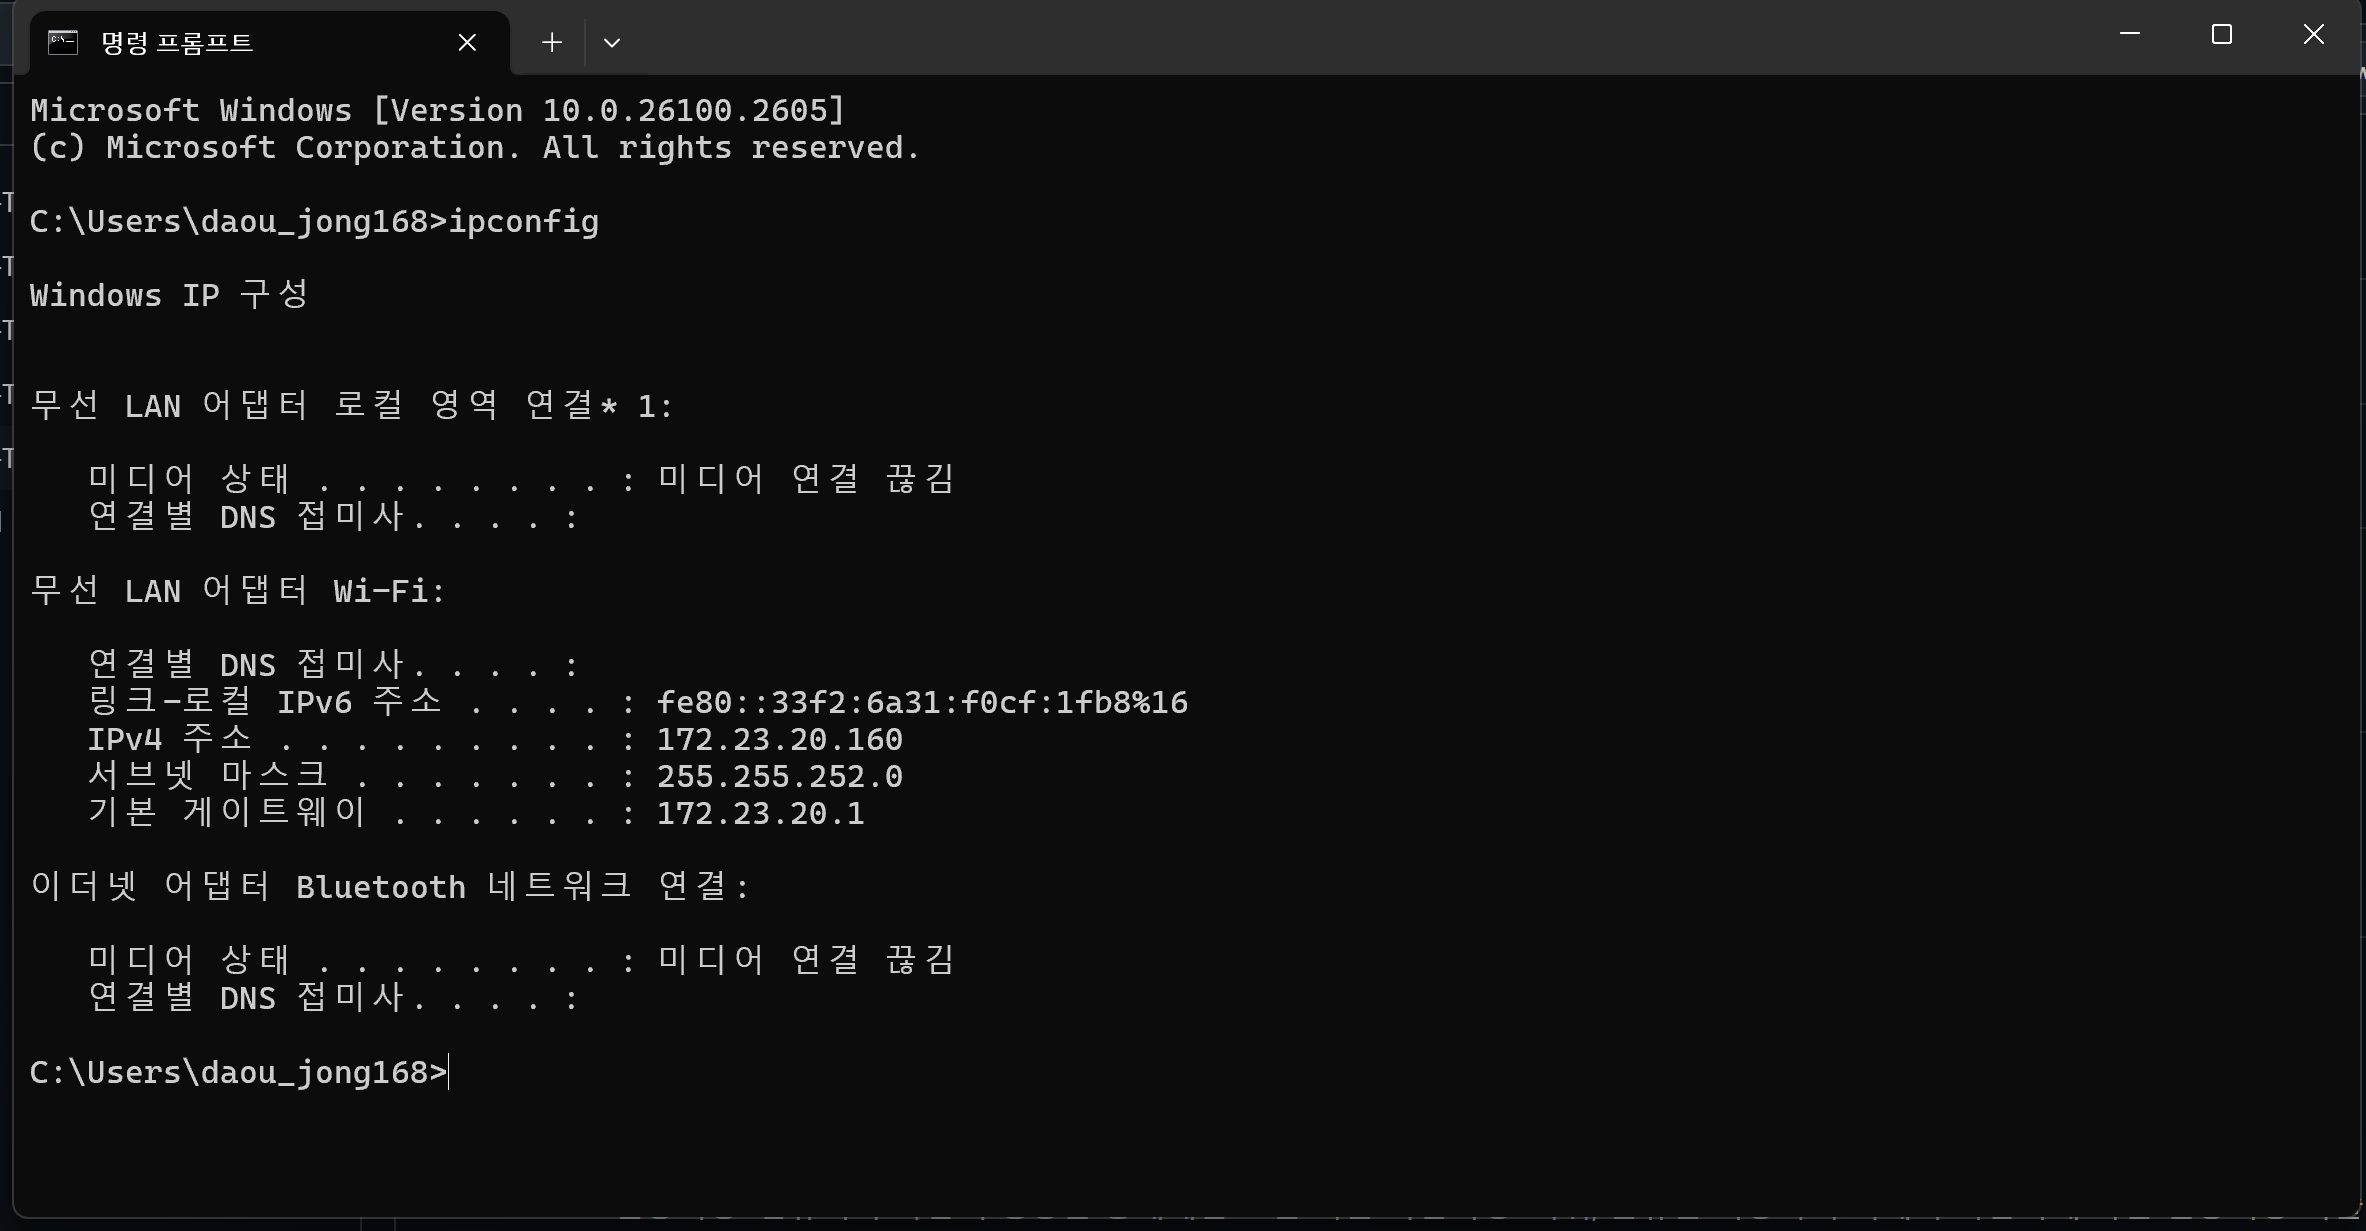 명령 프롬프트
Microsoft Windows [Version 10.0.26100.2605]
(c) Microsoft Corporation. All rights reserved.
C:\Users\daou_jong168>ipconfig
Windows IP 구성
무선 LAN 어댑터 로컬 영역 연결* 1:
미디어 상태 . . . . . . . . : 미디어 연결 끊김
연결별 DNS 접미사. . . . :
무선 LAN 어댑터 Wi-Fi:
연결별 DNS 접미사. . . . :
링크-로컬 IPv6 주소 . . . . : fe80::33f2:6a31:f0cf:1fb8%16
IPv4 주소 . . . . . . . . . : 172.23.20.160
서브넷 마스크 . . . . . . . : 255.255.252.0
기본 게이트웨이 . . . . . . : 172.23.20.1
이더넷 어댑터 Bluetooth 네트워크 연결:
미디어 상태 . . . . . . . . : 미디어 연결 끊김
연결별 DNS 접미사. . . . :
C:\Users\daou_jong168>